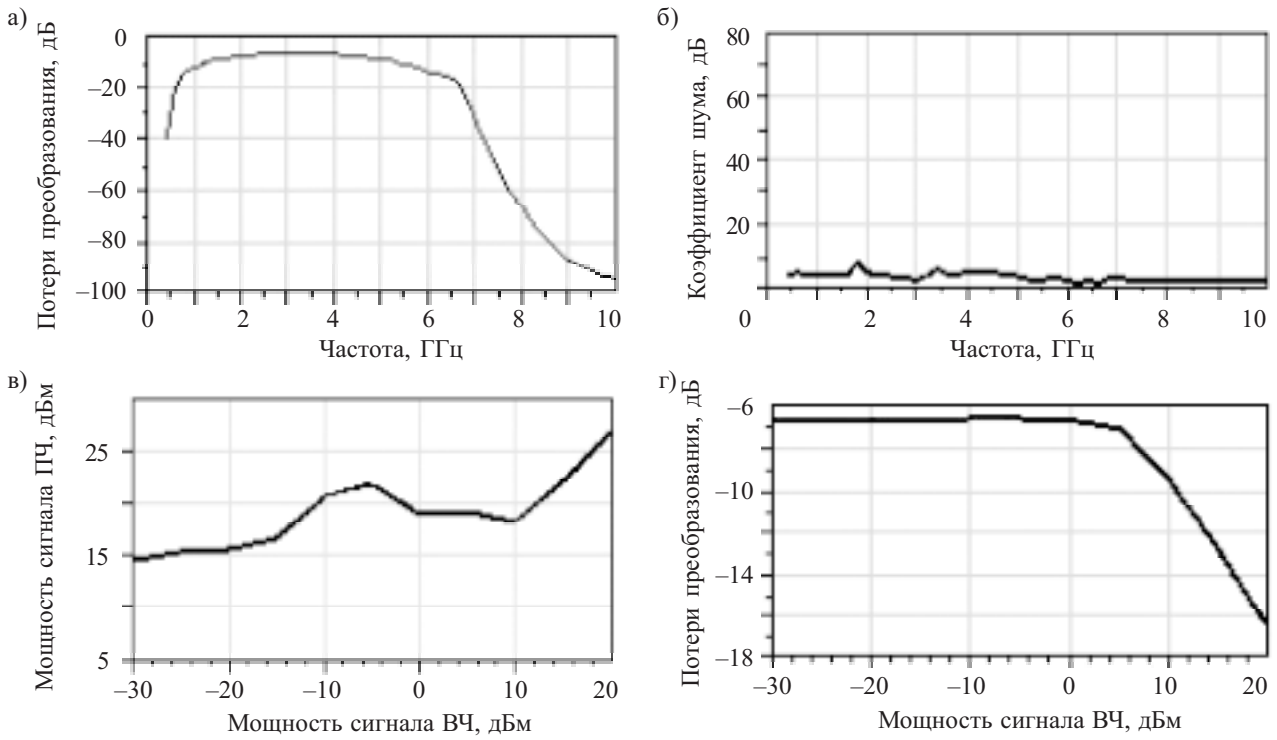 а)
Потери преобразования, дБ
0
–20
–40
–60
–80
–100
0 2 4 6 8 10
Частота, ГГц
б)
Коэффициент шума, дБ
80
60
40
20
0 2 4 6 8 10
Частота, ГГц
в)
Мощность сигнала ПЧ, дБм
25
15
5
–30 –20 –10 0 10 20
Мощность сигнала ВЧ, дБм
г)
Потери преобразования, дБ
–6
–10
–14
–18
–30 –20 –10 0 10 20
Мощность сигнала ВЧ, дБм